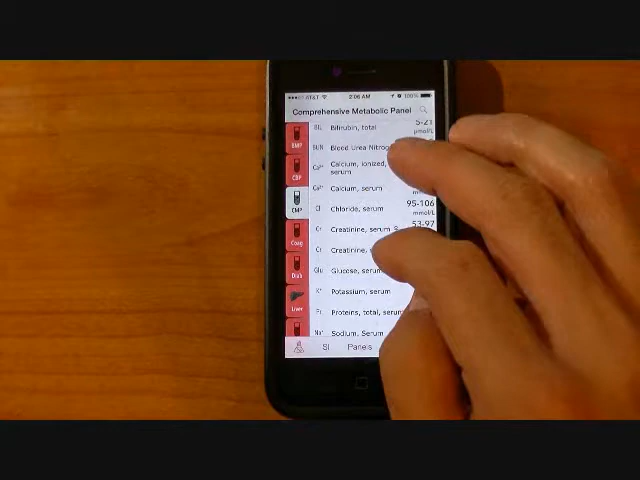 AT&T 2:06 AM 100%
Comprehensive Metabolic Panel
BIL Bilirubin, total 5-21
µmol/L
BMP
BUN Blood Urea Nitrog
Ca²⁺ Calcium, ionized,
serum
CBP
Ca²⁺ Calcium, serum
CMP
Cl Chloride, serum 95-106
mmol/L
Cr Creatinine, serum 53-97
Coag
Cr Creatinine,
Glu Glucose, serum
Diab
K⁺ Potassium, serum
Liver
Pr Proteins, total, serum
Na⁺ Sodium, Serum
SI Panels